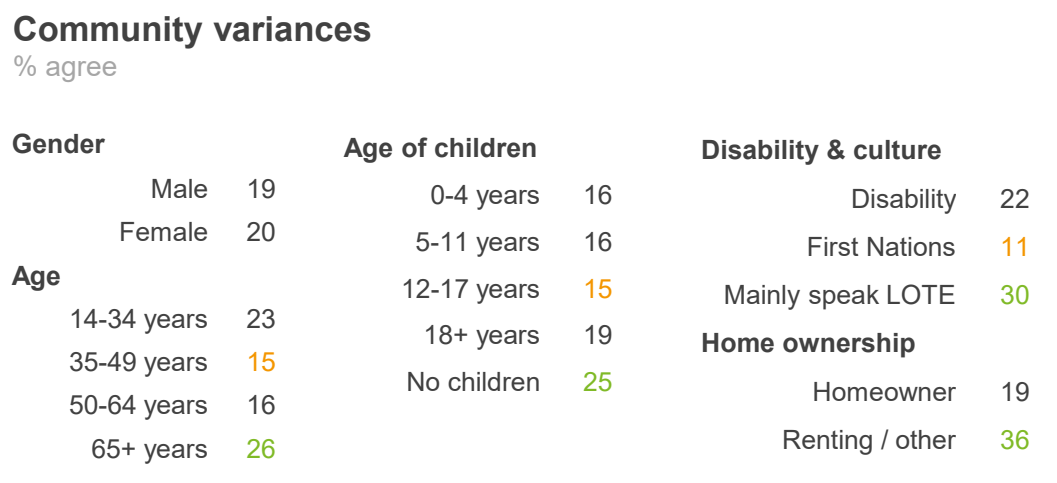 Community variances
% agree
Gender
Male 19
Female 20
Age
14-34 years 23
35-49 years 15
50-64 years 16
65+ years 26
Age of children
0-4 years 16
5-11 years 16
12-17 years 15
18+ years 19
No children 25
Disability & culture
Disability 22
First Nations 11
Mainly speak LOTE 30
Home ownership
Homeowner 19
Renting / other 36